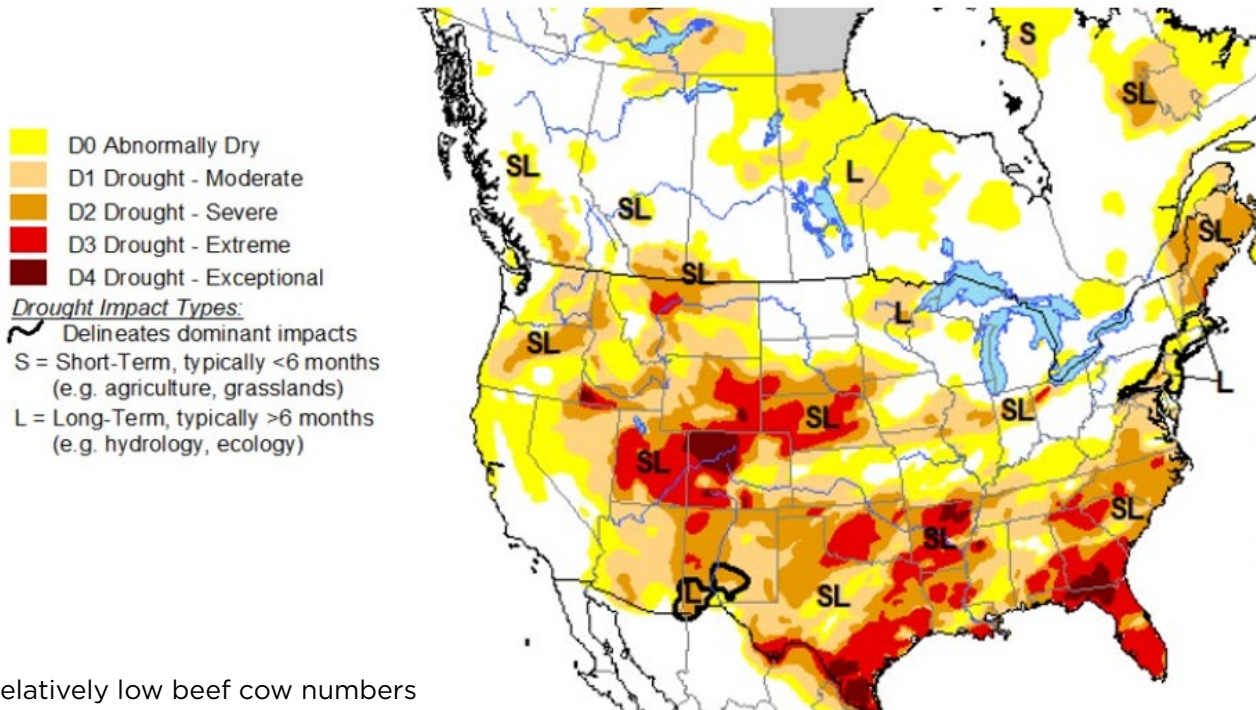 D0 Abnormally Dry
D1 Drought - Moderate
D2 Drought - Severe
D3 Drought - Extreme
D4 Drought - Exceptional
Drought Impact Types:
Delineates dominant impacts
S = Short-Term, typically <6 months
(e.g. agriculture, grasslands)
L = Long-Term, typically >6 months
(e.g. hydrology, ecology)
S
SL
SL
L
SL
SL
SL
L
SL
L
SL
SL
SL
SL
SL
L
SL
elatively low beef cow numbers